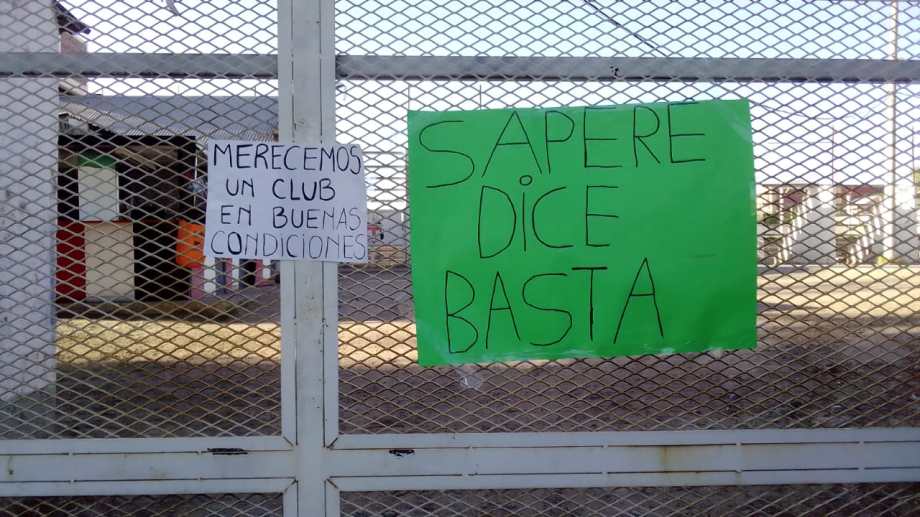 MERECEMOS
UN CLUB
EN BUENAS
CONDICIONES
SAPERE
DiCE
BASTA